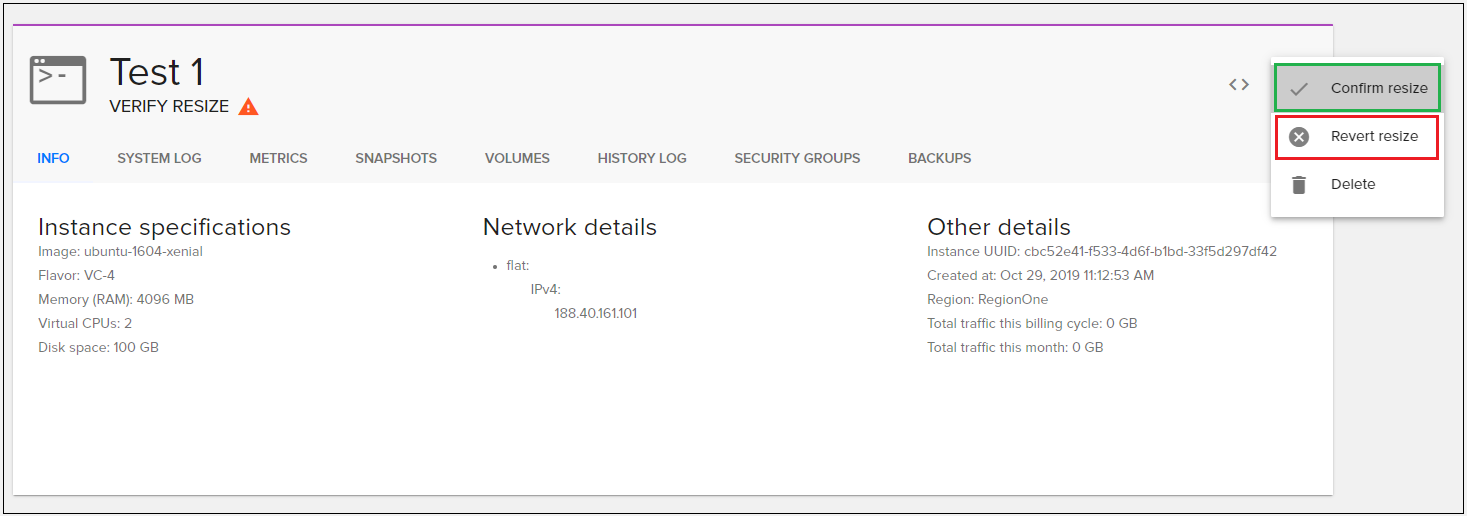 Test 1
VERIFY RESIZE
Confirm resize
Revert resize
Delete
INFO SYSTEM LOG METRICS SNAPSHOTS VOLUMES HISTORY LOG SECURITY GROUPS BACKUPS
Instance specifications
Image: ubuntu-1604-xenial
Flavor: VC-4
Memory (RAM): 4096 MB
Virtual CPUs: 2
Disk space: 100 GB
Network details
flat:
IPv4:
188.40.161.101
Other details
Instance UUID: cbc52e41-f533-4d6f-b1bd-33f5d297df42
Created at: Oct 29, 2019 11:12:53 AM
Region: RegionOne
Total traffic this billing cycle: 0 GB
Total traffic this month: 0 GB